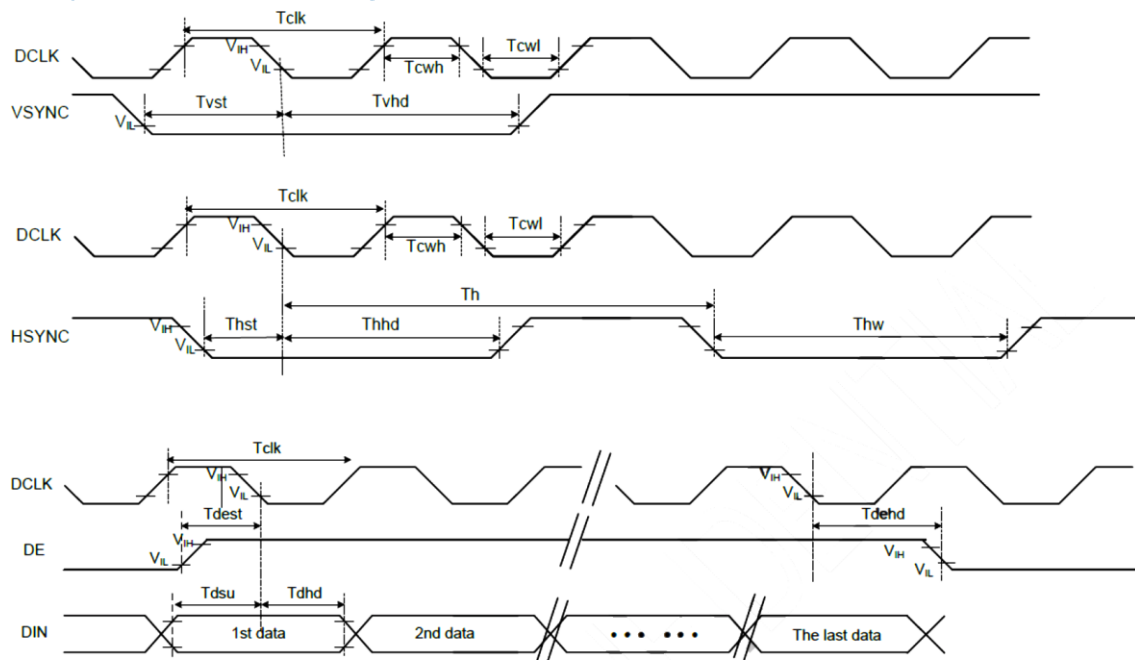 Tclk
DCLK VIH VIL Tcwh Tcwl
VSYNC VIL Tvst Tvhd
Tclk
DCLK VIH VIL Tcwh Tcwl
Th
HSYNC VIH VIL Thst Thhd Thw
Tclk
DCLK VIH VIL VIH VIL
Tdest
DE VIH VIL VIH VIL
Tdsu Tdhd
DIN 1st data 2nd data ••• ••• The last data